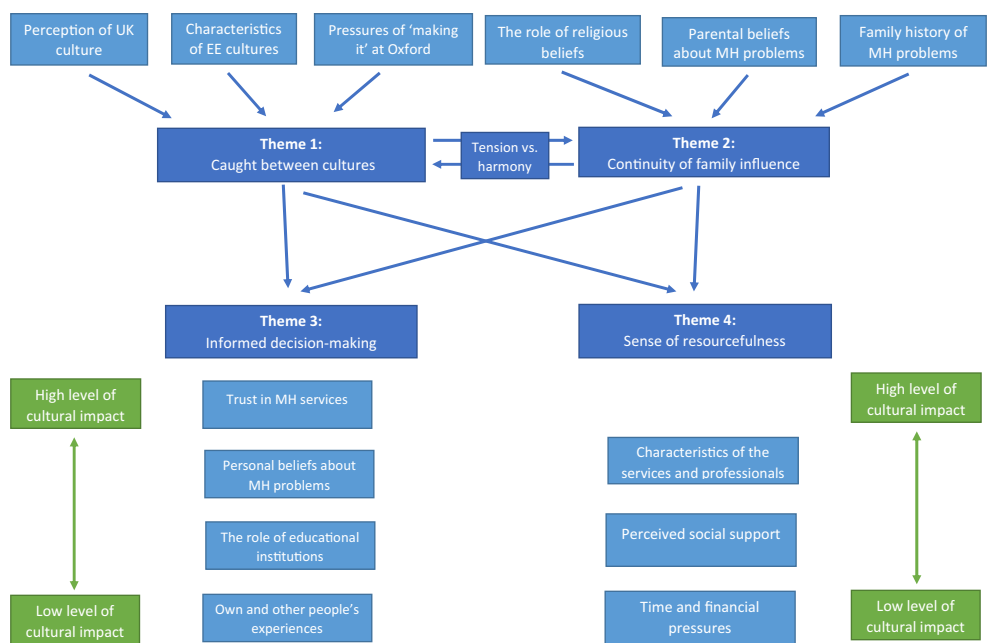 Perception of UK
culture
Characteristics
of EE cultures
Pressures of ‘making
it’ at Oxford
The role of religious
beliefs
Parental beliefs
about MH problems
Family history of
MH problems
Theme 1:
Caught between cultures
Tension vs.
harmony
Theme 2:
Continuity of family influence
Theme 3:
Informed decision-making
Theme 4:
Sense of resourcefulness
High level of
cultural impact
Low level of
cultural impact
Trust in MH services
Personal beliefs about
MH problems
The role of educational
institutions
Own and other people’s
experiences
Characteristics of the
services and professionals
Perceived social support
Time and financial
pressures
High level of
cultural impact
Low level of
cultural impact